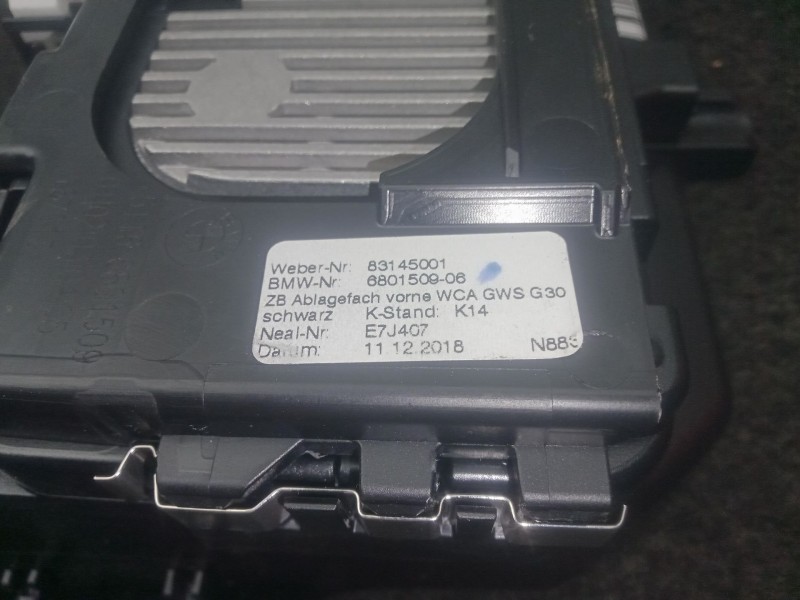 Weber-Nr: 83145001
BMW-Nr: 6801509-06
ZB Ablagefach vorne WCA GWS G30
schwarz K-Stand: K14
Neal-Nr: E7J407
Datum: 11.12.2018 N883